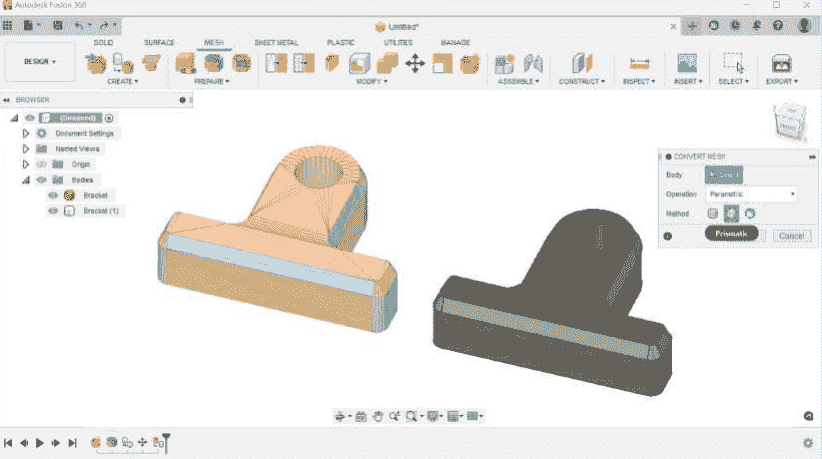 Autodesk Fusion 360
Untitled*
DESIGN
SOLID SURFACE MESH SHEET METAL PLASTIC UTILITIES MANAGE
CREATE PREPARE MODIFY ASSEMBLE CONSTRUCT INSPECT INSERT SELECT EXPORT
BROWSER
(Unsaved)
Document Settings
Named Views
Origin
Bodies
Bracket
Bracket (1)
FRONT
CONVERT MESH
Body
Operation Parametric
Method
Prismatic
Cancel